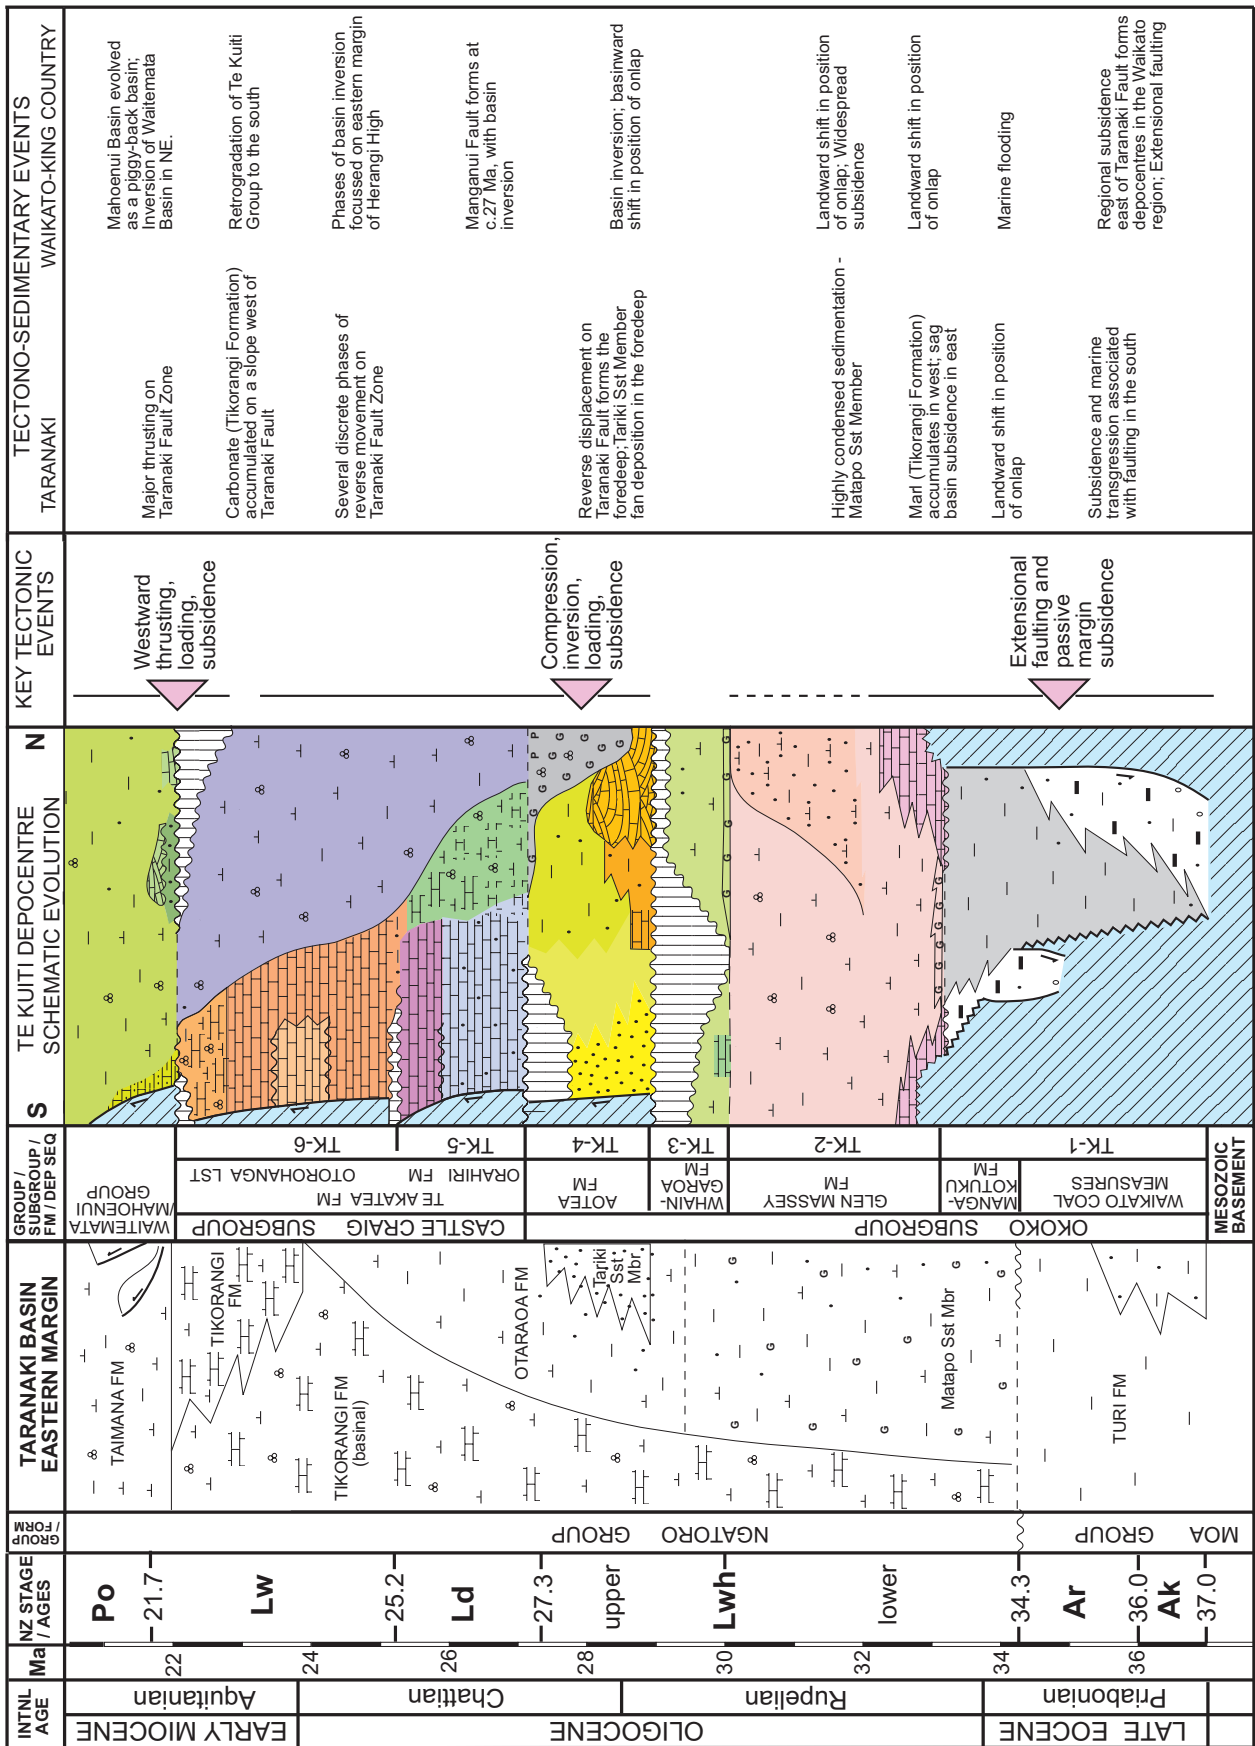 TECTONO-SEDIMENTARY EVENTS
TARANAKI
WAIKATO-KING COUNTRY
Major thrusting on
Taranaki Fault Zone
Mahoenui Basin evolved
as a piggy-back basin;
Inversion of Waitemata
Basin in NE.
Carbonate (Tikorangi Formation)
accumulated on a slope west of
Taranaki Fault
Retrogradation of Te Kuiti
Group to the south
Several discrete phases of
reverse movement on
Taranaki Fault Zone
Phases of basin inversion
focussed on eastern margin
of Herangi High
Manganui Fault forms at
c.27 Ma, with basin
inversion
Reverse displacement on
Taranaki Fault forms the
foredeep;Tariki Sst Member
fan deposition in the foredeep
Basin inversion; basinward
shift in position of onlap
Highly condensed sedimentation -
Matapo Sst Member
Landward shift in position
of onlap; Widespread
subsidence
Marl (Tikorangi Formation)
accumulates in west; sag
basin subsidence in east
Landward shift in position
of onlap
Landward shift in position
of onlap
Marine flooding
Subsidence and marine
transgression associated
with faulting in the south
Regional subsidence
east of Taranaki Fault forms
depocentres in the Waikato
region; Extensional faulting
KEY TECTONIC
EVENTS
Westward
thrusting,
loading,
subsidence
Compression,
inversion,
loading,
subsidence
Extensional
faulting and
passive
margin
subsidence
S
TE KUITI DEPOCENTRE
SCHEMATIC EVOLUTION
N
P P
G G G G G G G G G G
G
G G G G G G
G G G G G G G G
GROUP /
SUBGROUP /
FM / DEP SEQ
WAITEMATA
/MAHOENUI
GROUP
CASTLE CRAIG SUBGROUP
TE AKATEA FM
OTOROHANGA LST
ORAHIRI
FM
TK-6
TK-5
OKOKO SUBGROUP
AOTEA
FM
TK-4
WHAIN-
GAROA
FM
TK-3
GLEN MASSEY
FM
TK-2
MANGA-
KOTUKU
FM
WAIKATO COAL
MEASURES
TK-1
MESOZOIC
BASEMENT
TARANAKI BASIN
EASTERN MARGIN
TAIMANA FM
TIKORANGI
FM
TIKORANGI FM
(basinal)
OTARAOA FM
Tariki
Sst
Mbr
G G G G G G G G G G G G G G
Matapo Sst Mbr
TURI FM
GROUP
/ FORM
NGATORO GROUP
MOA GROUP
NZ STAGE
/ AGES
Po
21.7
Lw
25.2
Ld
27.3
upper
Lwh
lower
34.3
Ar
36.0
Ak
37.0
Ma
22
24
26
28
30
32
34
36
INTNL
AGE
Aquitanian
Chattian
Rupelian
Priabonian
EARLY MIOCENE
OLIGOCENE
LATE EOCENE